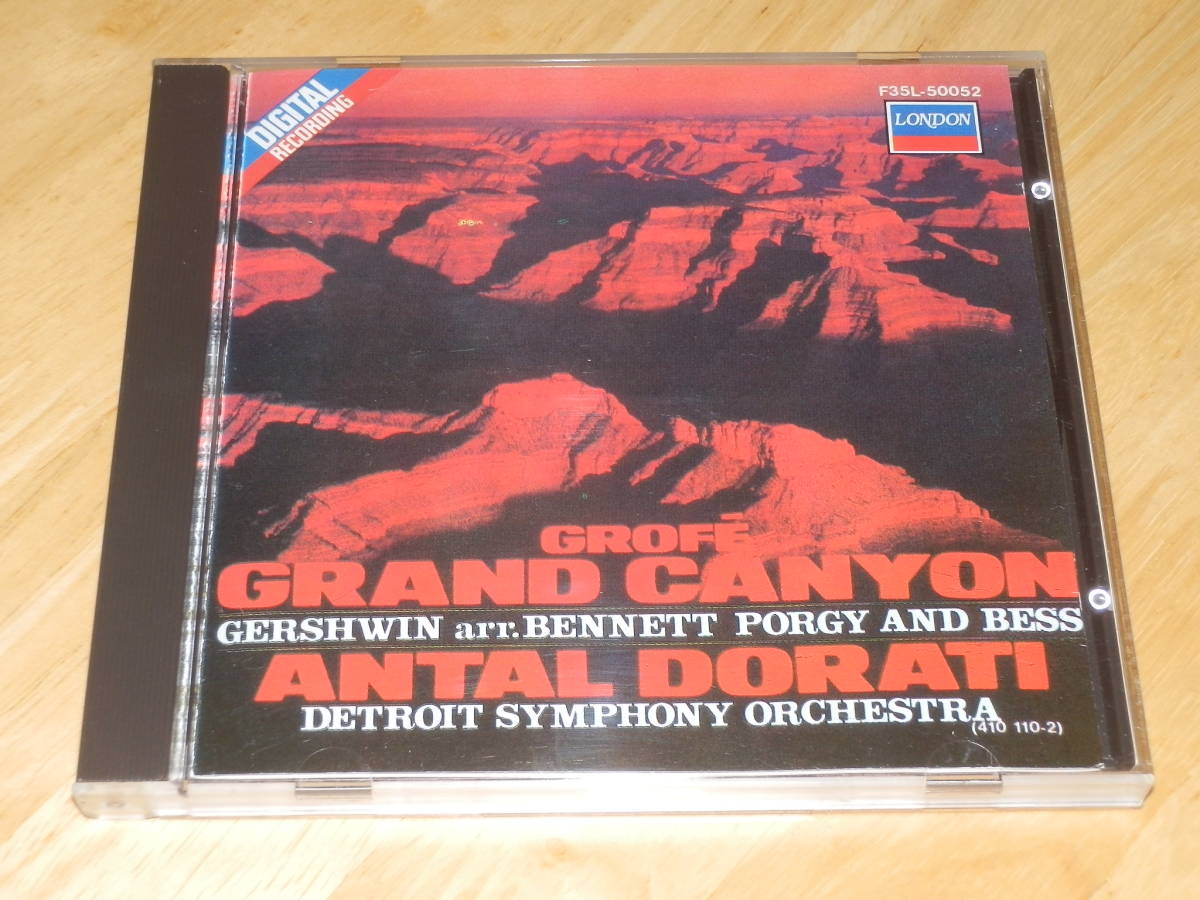 DIGITAL
RECORDING
F35L-50052
LONDON
GROFÉ
GRAND CANYON
GERSHWIN arr. BENNETT PORGY AND BESS
ANTAL DORATI
DETROIT SYMPHONY ORCHESTRA
(410 110-2)